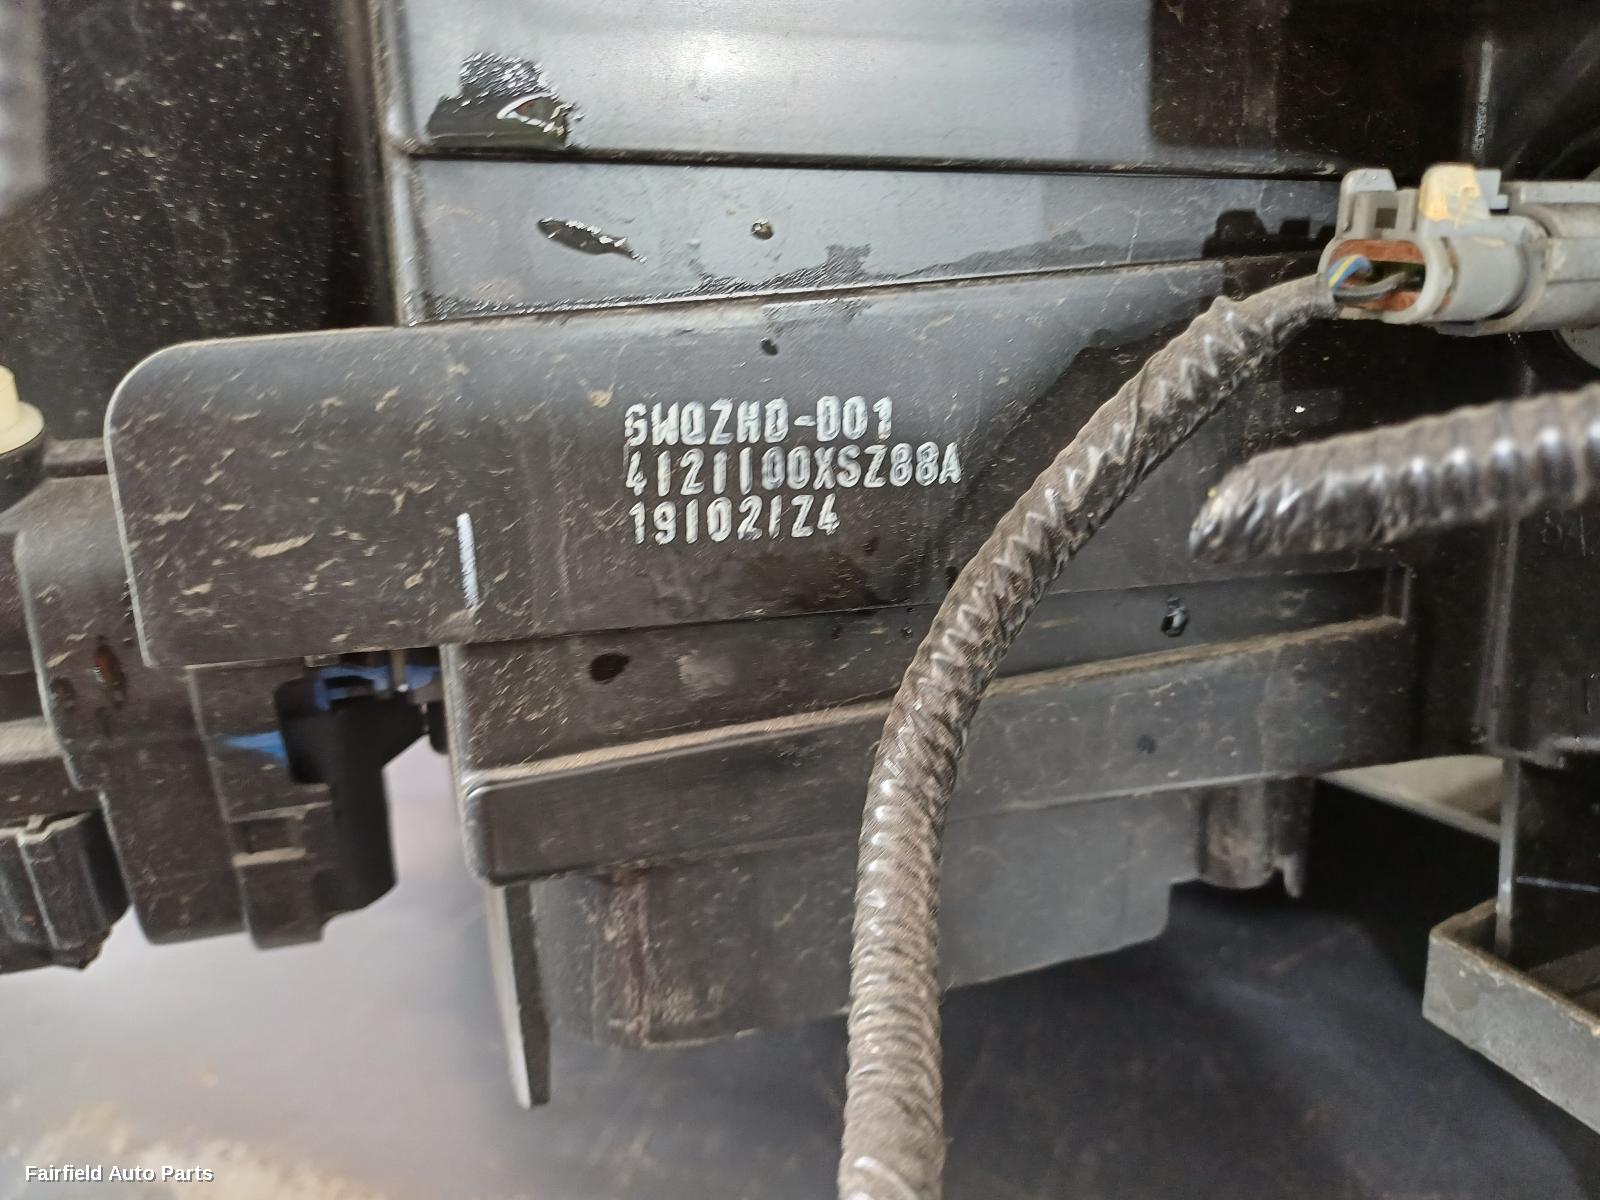 GWQZHD-001
4121100XSZ88A
191021Z4
Fairfield Auto Parts